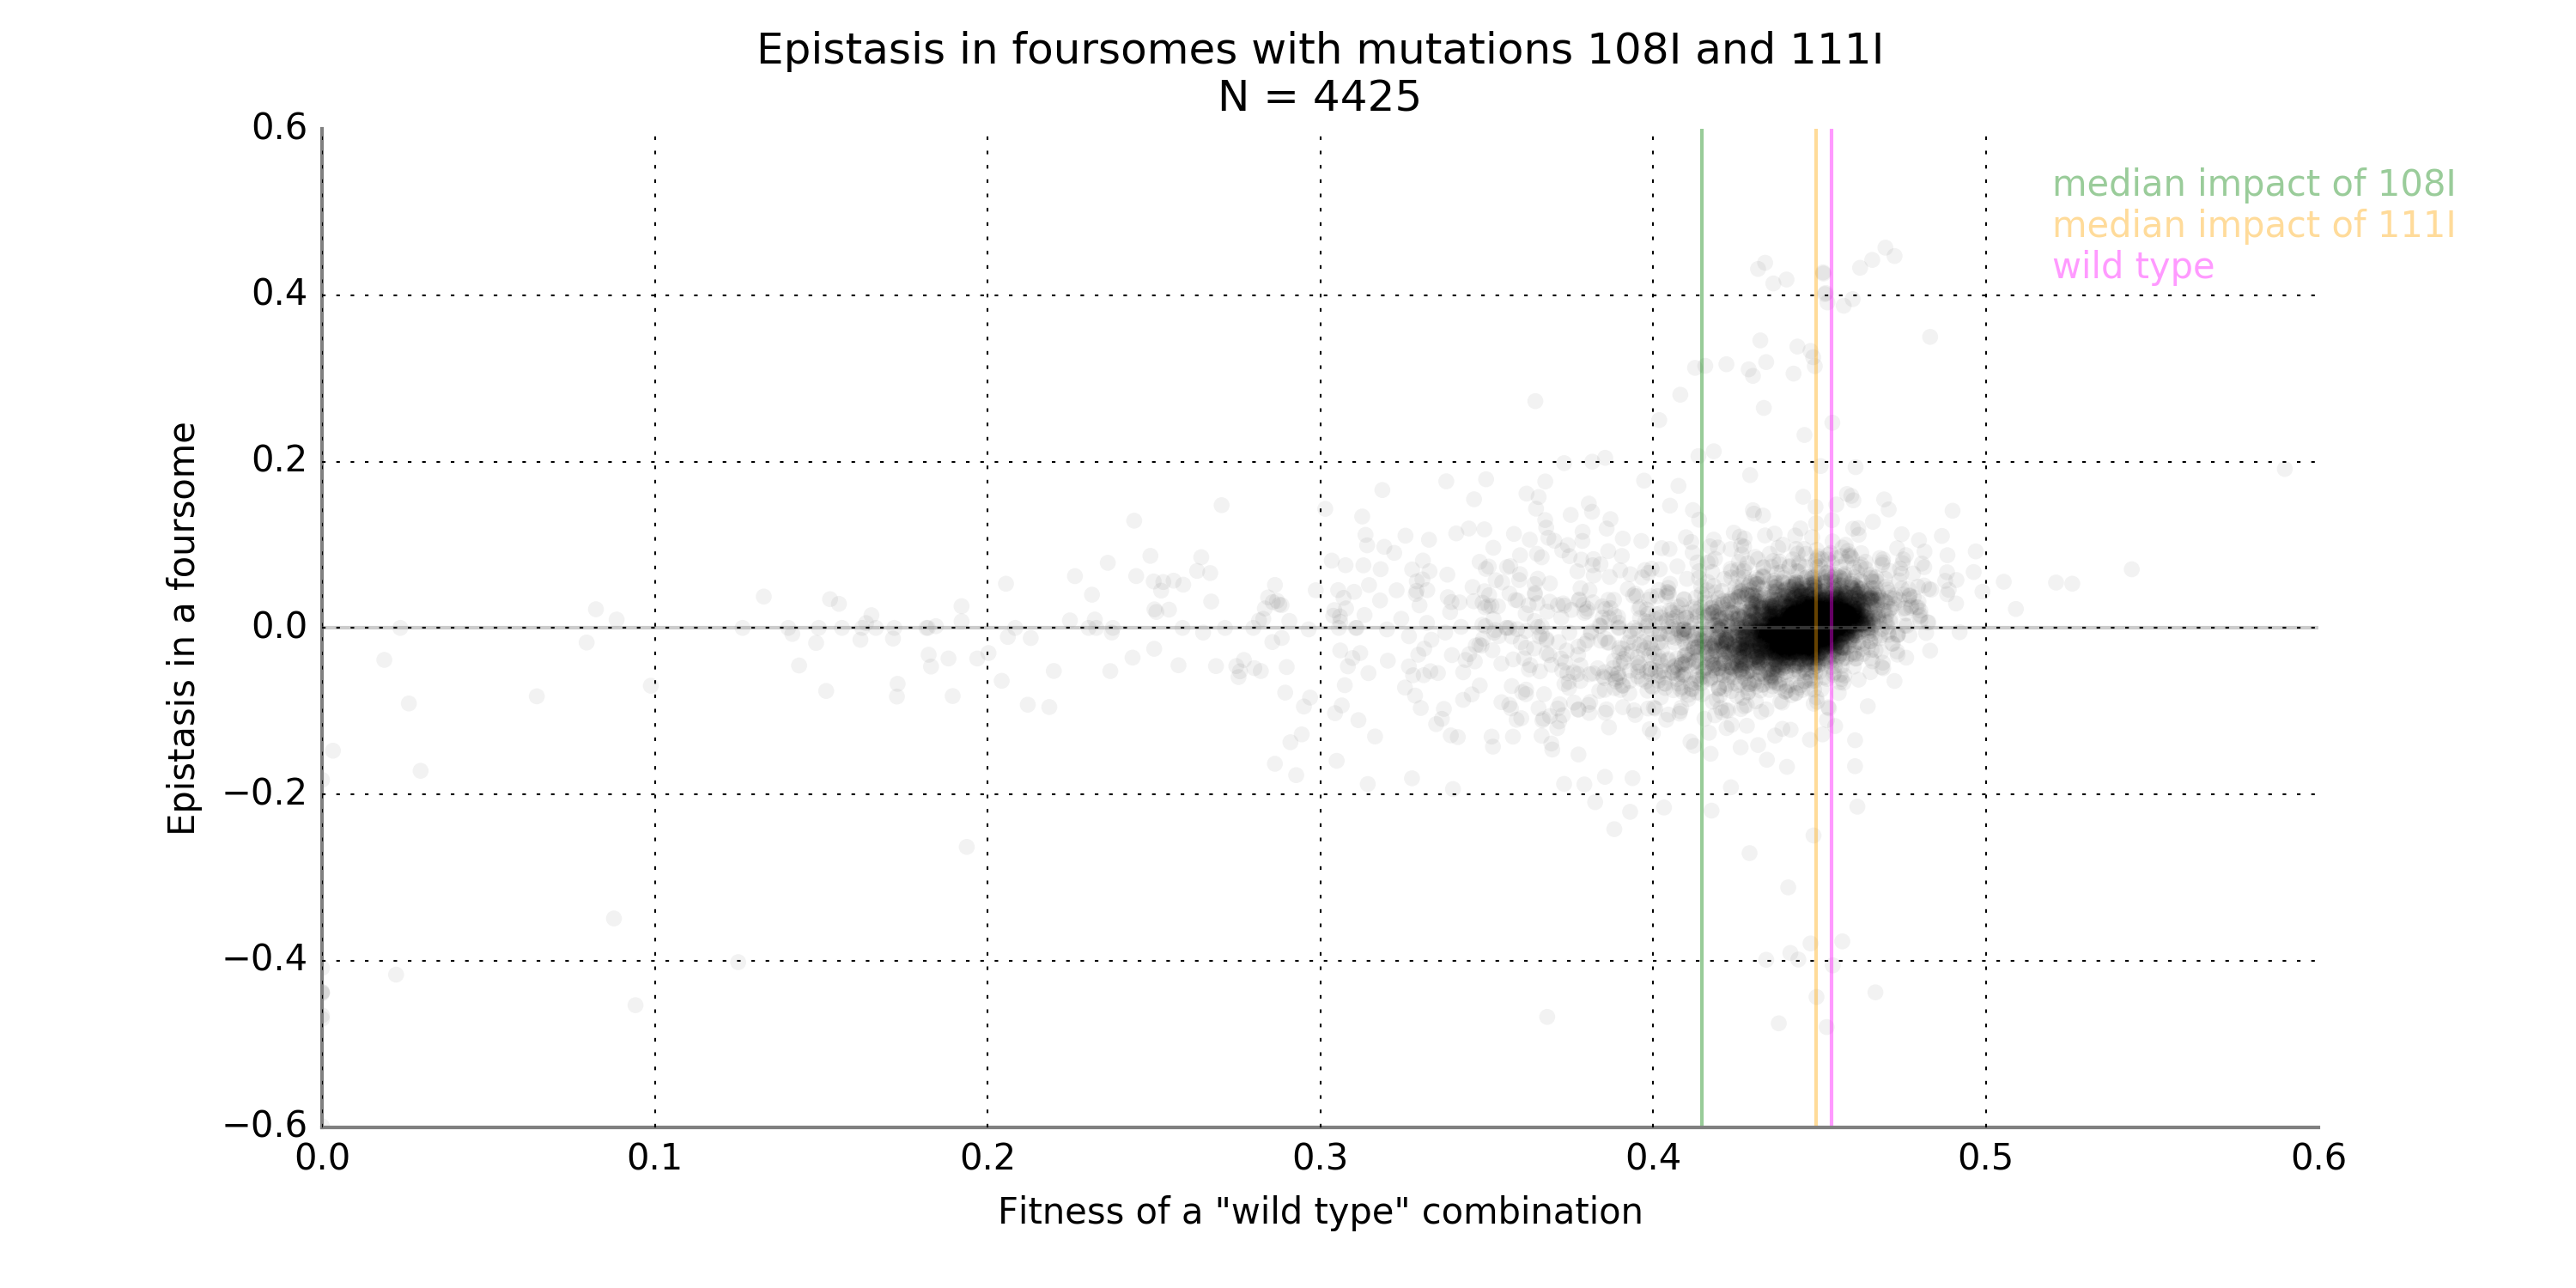 Epistasis in foursomes with mutations 108I and 111I
N = 4425
median impact of 108I
median impact of 111I
wild type
Epistasis in a foursome
0.6
0.4
0.2
0.0
−0.2
−0.4
−0.6
0.0 0.1 0.2 0.3 0.4 0.5 0.6
Fitness of a "wild type" combination